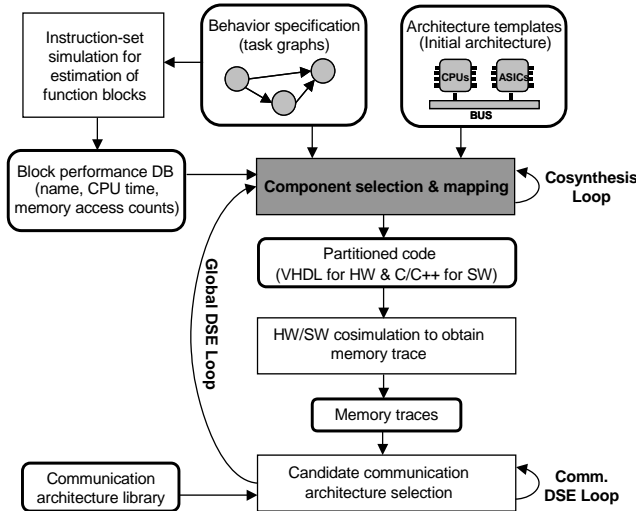 Instruction-set
simulation for
estimation of
function blocks
Behavior specification
(task graphs)
Architecture templates
(Initial architecture)
CPUs
ASICs
BUS
Block performance DB
(name, CPU time,
memory access counts)
Component selection & mapping
Cosynthesis
Loop
Partitioned code
(VHDL for HW & C/C++ for SW)
Global DSE Loop
HW/SW cosimulation to obtain
memory trace
Memory traces
Communication
architecture library
Candidate communication
architecture selection
Comm.
DSE Loop